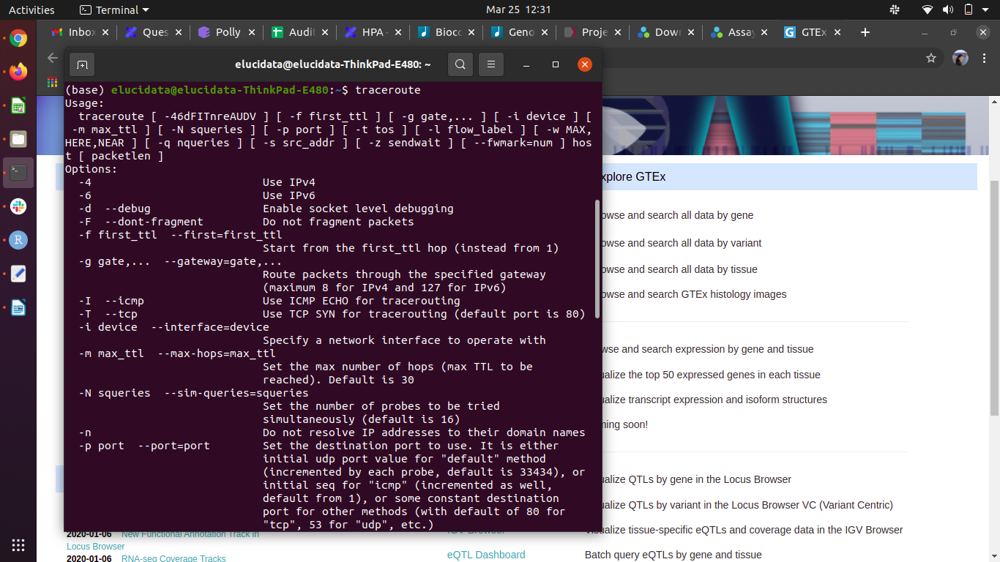 Activities
Terminal
Mar 25 12:31
Inbox
Ques
Polly
Audit
HPA -
Bioco
Geno
Proje
Down
Assay
GTEx
elucidata@elucidata-ThinkPad-E480: ~
(base) elucidata@elucidata-ThinkPad-E480:~$ traceroute
Usage:
traceroute [ -46dFITnreAUDV ] [ -f first_ttl ] [ -g gate,... ] [ -i device ] [
-m max_ttl ] [ -N squeries ] [ -p port ] [ -t tos ] [ -l flow_label ] [ -w MAX,
HERE,NEAR ] [ -q nqueries ] [ -s src_addr ] [ -z sendwait ] [ --fwmark=num ] hos
t [ packetlen ]
Options:
-4 Use IPv4
-6 Use IPv6
-d --debug Enable socket level debugging
-F --dont-fragment Do not fragment packets
-f first_ttl --first=first_ttl
Start from the first_ttl hop (instead from 1)
-g gate,... --gateway=gate,...
Route packets through the specified gateway
(maximum 8 for IPv4 and 127 for IPv6)
-I --icmp Use ICMP ECHO for tracerouting
-T --tcp Use TCP SYN for tracerouting (default port is 80)
-i device --interface=device
Specify a network interface to operate with
-m max_ttl --max-hops=max_ttl
Set the max number of hops (max TTL to be
reached). Default is 30
-N squeries --sim-queries=squeries
Set the number of probes to be tried
simultaneously (default is 16)
-n Do not resolve IP addresses to their domain names
-p port --port=port Set the destination port to use. It is either
initial udp port value for "default" method
(incremented by each probe, default is 33434), or
initial seq for "icmp" (incremented as well,
default from 1), or some constant destination
port for other methods (with default of 80 for
"tcp", 53 for "udp", etc.)
xplore GTEx
owse and search all data by gene
owse and search all data by variant
owse and search all data by tissue
owse and search GTEx histology images
wse and search expression by gene and tissue
ualize the top 50 expressed genes in each tissue
ualize transcript expression and isoform structures
ming soon!
ualize QTLs by gene in the Locus Browser
ualize QTLs by variant in the Locus Browser VC (Variant Centric)
2020-01-06 New Functional Annotation Track in
Locus Browser
2020-01-06 RNA-seq Coverage Tracks
IGV Browser
Visualize tissue-specific eQTLs and coverage data in the IGV Browser
eQTL Dashboard
Batch query eQTLs by gene and tissue